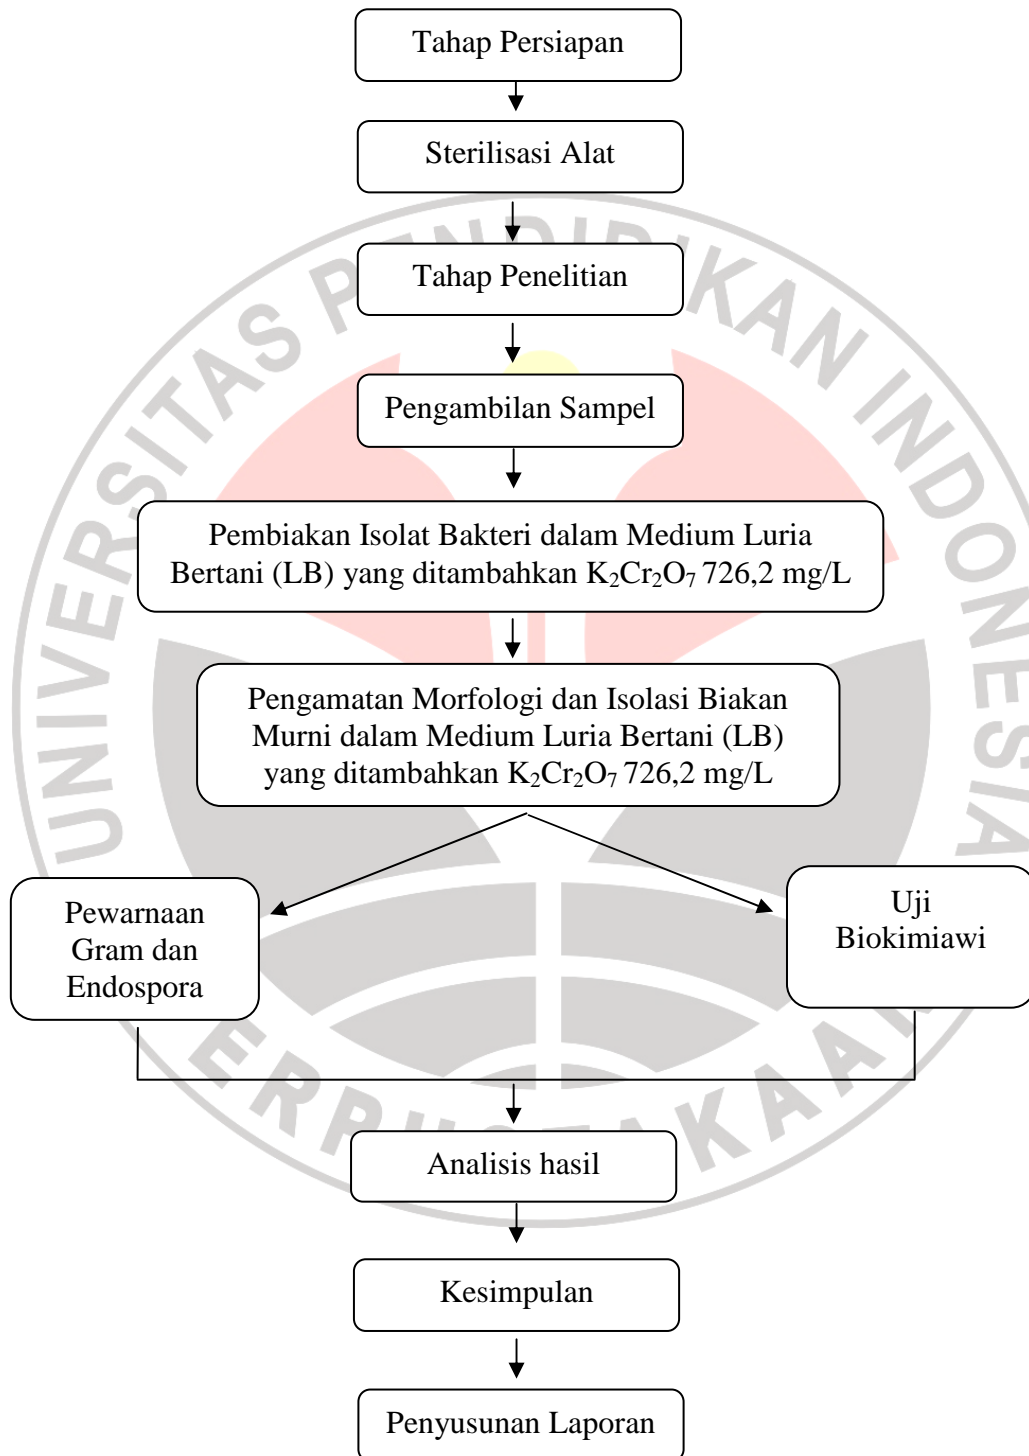 Tahap Persiapan
Sterilisasi Alat
Tahap Penelitian
Pengambilan Sampel
Pembiakan Isolat Bakteri dalam Medium Luria
Bertani (LB) yang ditambahkan K₂Cr₂O₇ 726,2 mg/L
Pengamatan Morfologi dan Isolasi Biakan
Murni dalam Medium Luria Bertani (LB)
yang ditambahkan K₂Cr₂O₇ 726,2 mg/L
Pewarnaan
Gram dan
Endospora
Uji
Biokimiawi
Analisis hasil
Kesimpulan
Penyusunan Laporan
UNIVERSITAS PENDIDIKAN INDONESIA
ERPUSTAKAA